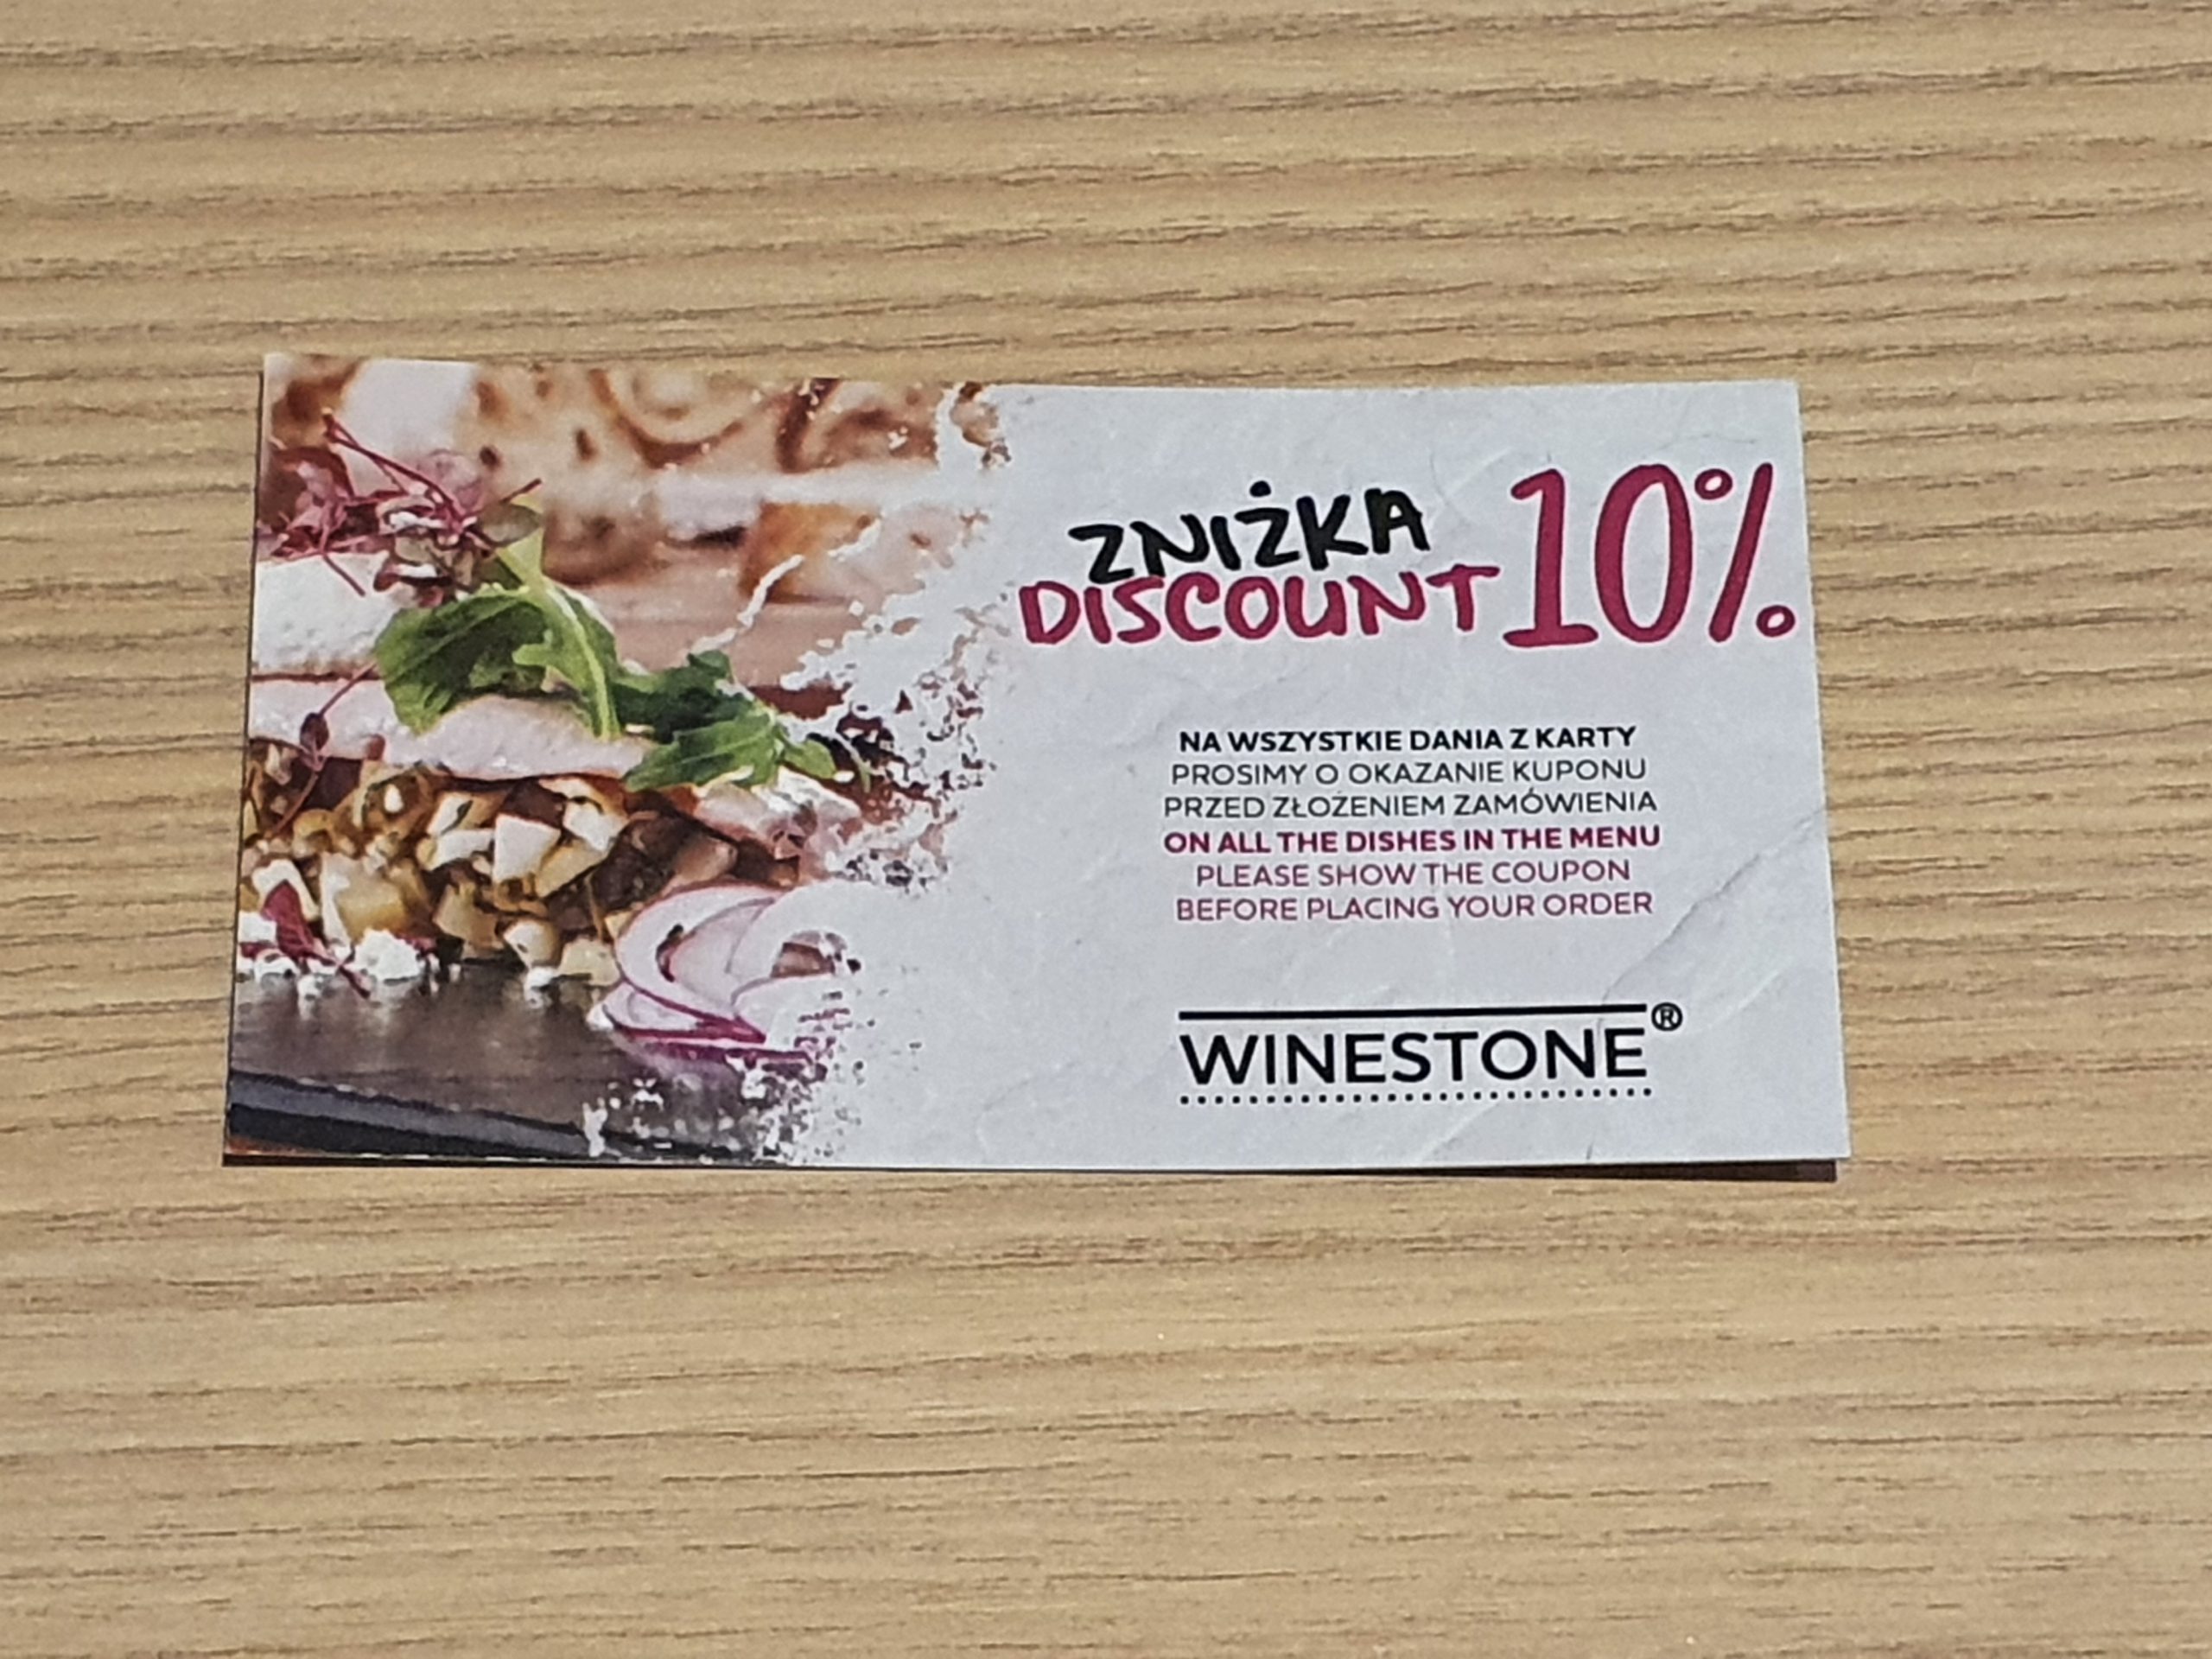 ZNIŻKA
DISCOUNT 10%
NA WSZYSTKIE DANIA Z KARTY
PROSIMY O OKAZANIE KUPONU
PRZED ZŁOŻENIEM ZAMÓWIENIA
ON ALL THE DISHES IN THE MENU
PLEASE SHOW THE COUPON
BEFORE PLACING YOUR ORDER
WINESTONE®